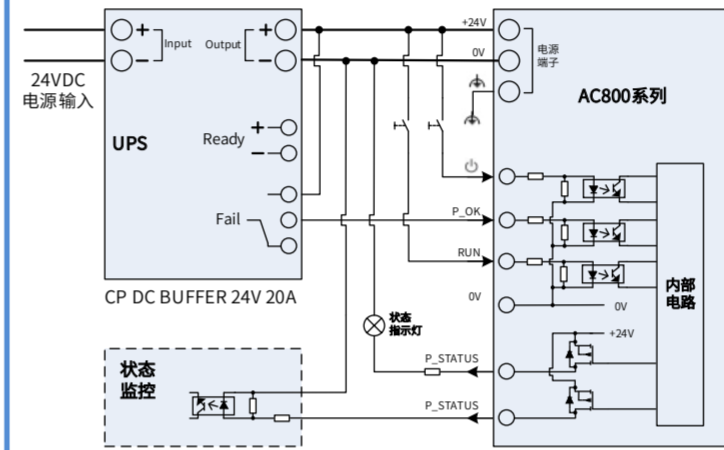 24VDC
电源输入
+
Input
Output
+
−
−
UPS
Ready
+
−
Fail
CP DC BUFFER 24V 20A
状态
监控
状态
指示灯
+24V
0V
电源
端子
AC800系列
P_OK
RUN
0V
0V
+24V
内部
电路
P_STATUS
P_STATUS